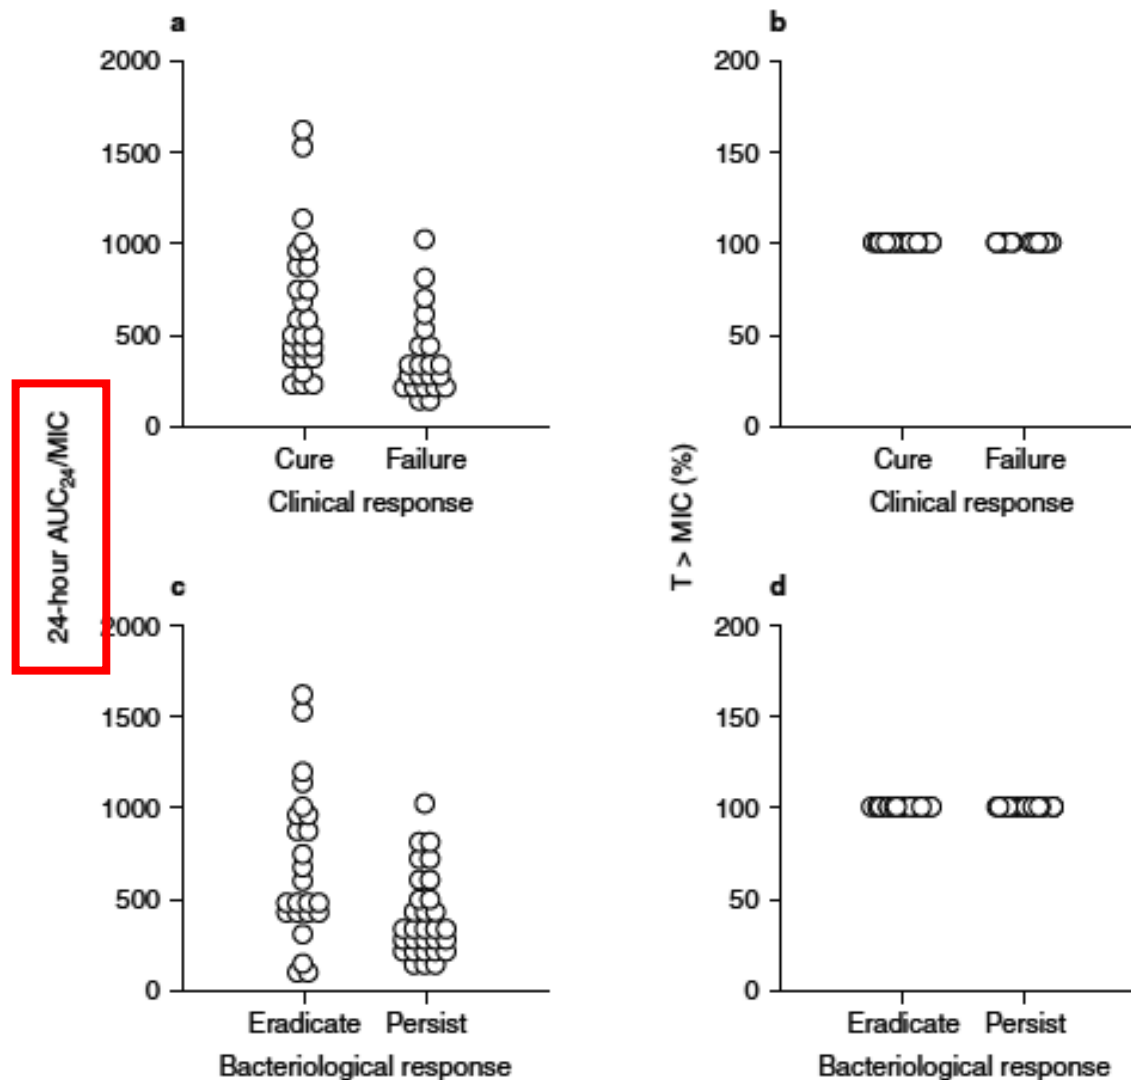 a
2000
1500
1000
500
0
Cure Failure
Clinical response
b
200
150
100
50
0
Cure Failure
Clinical response
24-hour AUC24/MIC
T > MIC (%)
c
2000
1500
1000
500
0
Eradicate Persist
Bacteriological response
d
200
150
100
50
0
Eradicate Persist
Bacteriological response